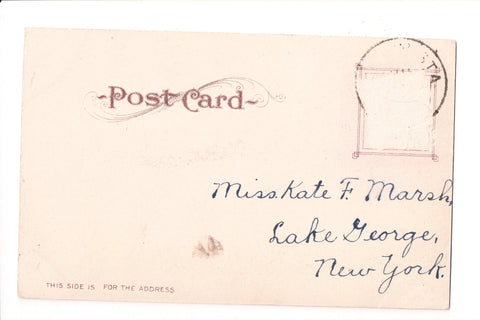 Post Card
Miss. Kate F. Marsh,
Lake George,
New York.
THIS SIDE IS FOR THE ADDRESS